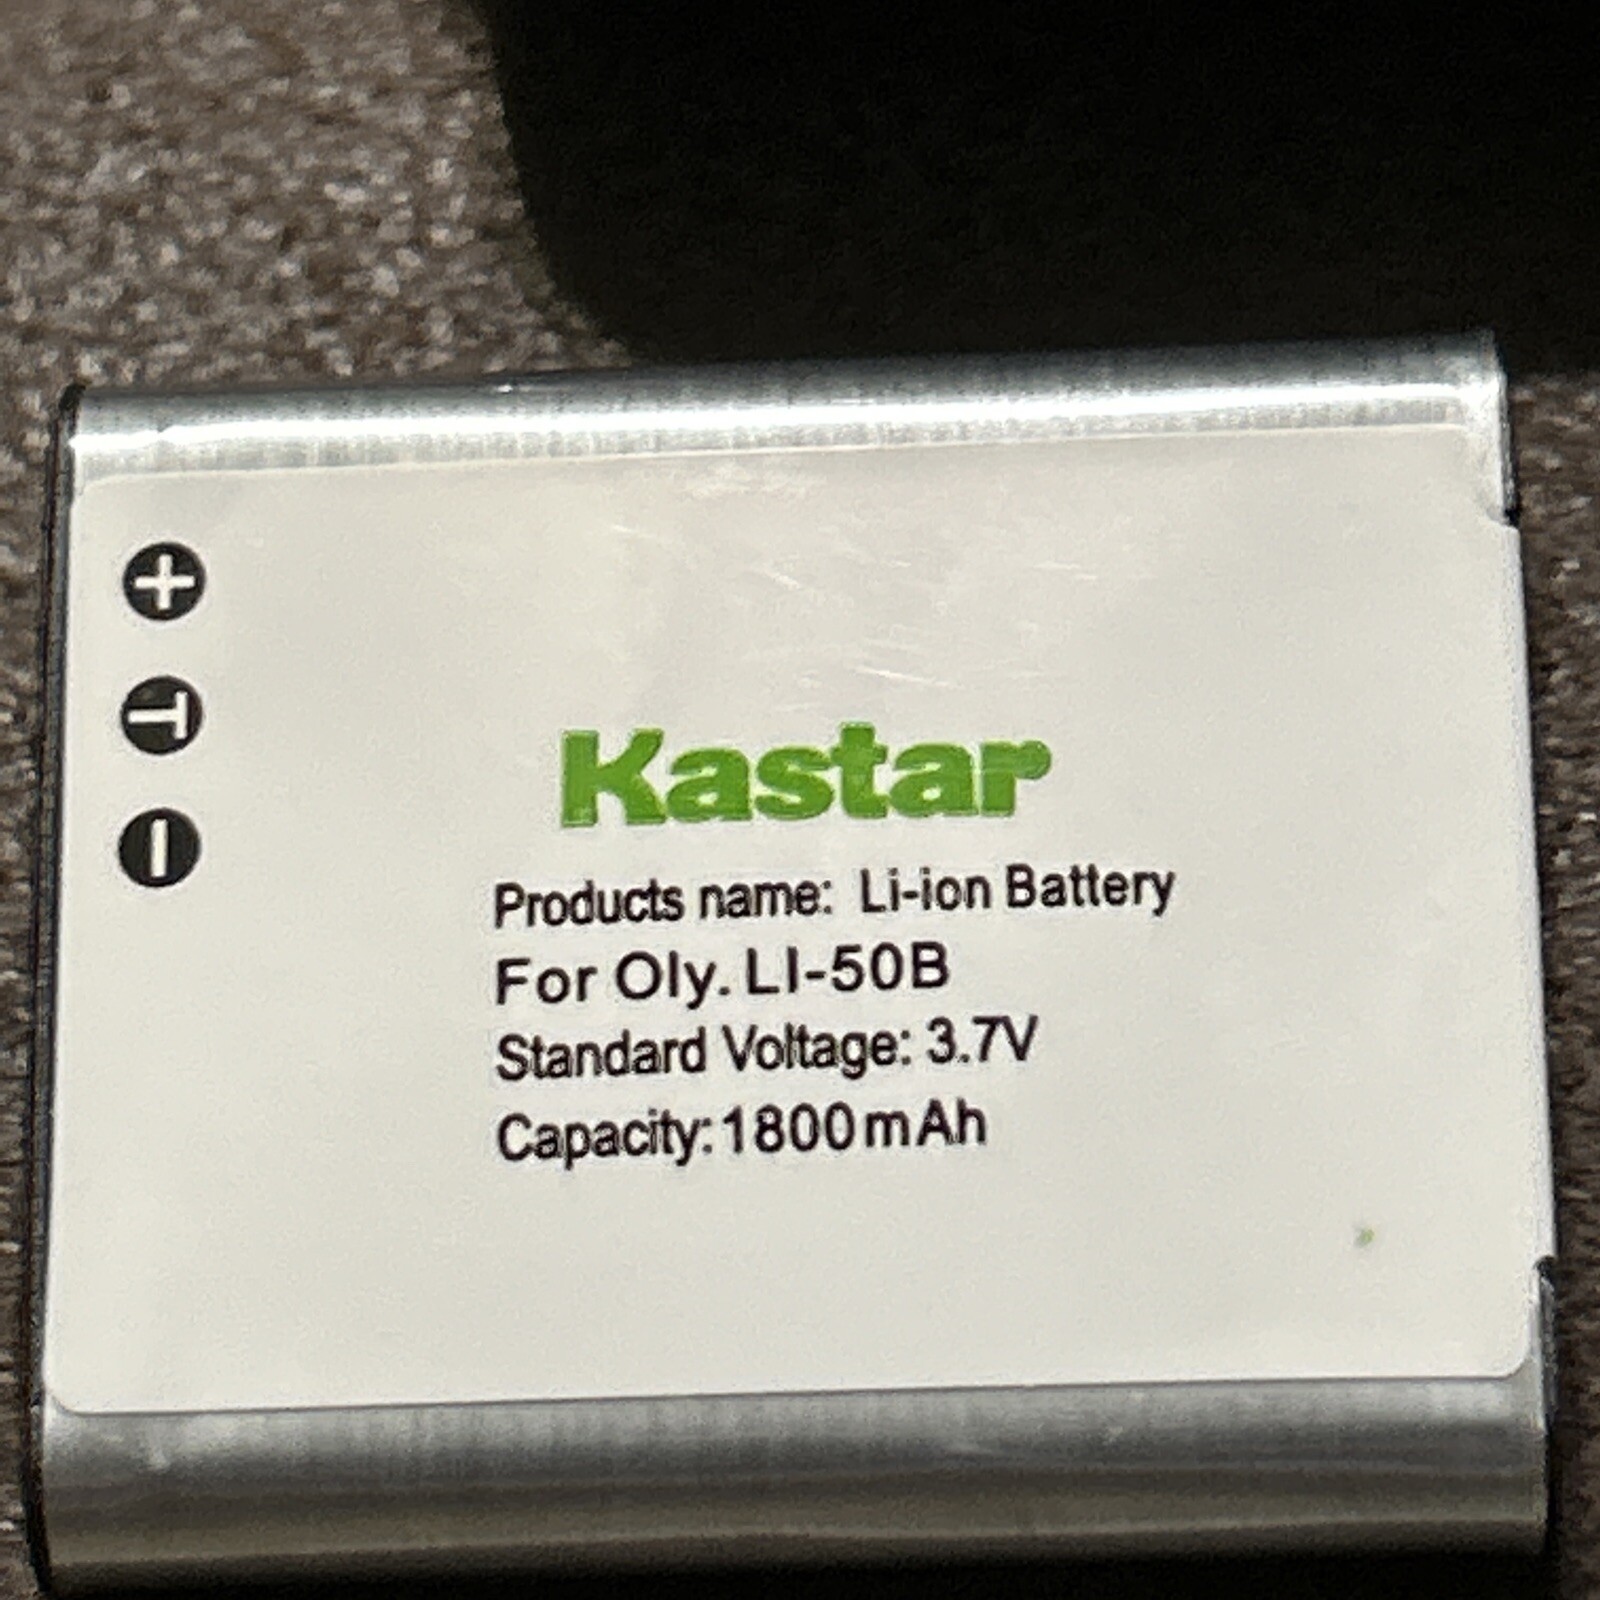 +
T
-
Kastar
Products name: Li-ion Battery
For Oly. LI-50B
Standard Voltage: 3.7V
Capacity: 1800mAh